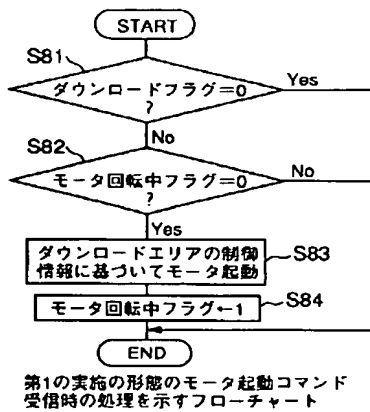 START
S81
ダウンロードフラグ=0
?
Yes
No
S82
モータ回転中フラグ=0
?
No
Yes
ダウンロードエリアの制御
情報に基づいてモータ起動
S83
モータ回転中フラグ←1
S84
END
第1の実施の形態のモータ起動コマンド
受信時の処理を示すフローチャート